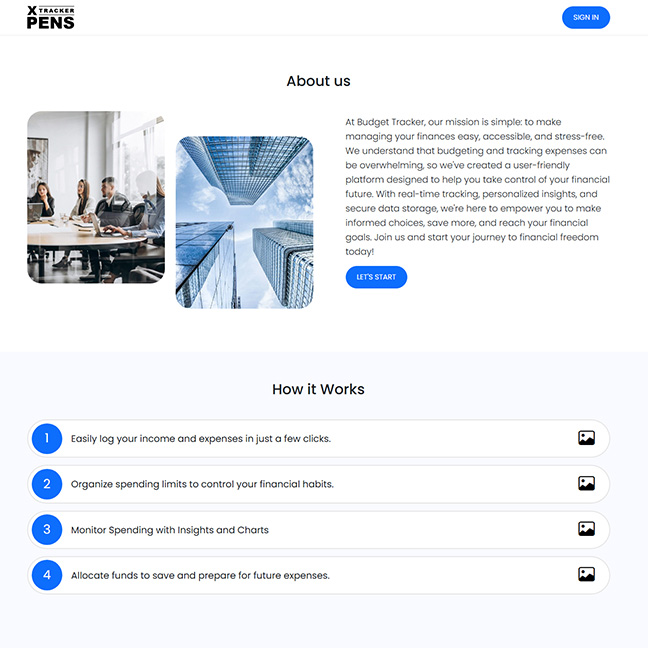 X TRACKER
PENS
SIGN IN
About us
At Budget Tracker, our mission is simple: to make
managing your finances easy, accessible, and stress-free.
We understand that budgeting and tracking expenses can
be overwhelming, so we've created a user-friendly
platform designed to help you take control of your financial
future. With real-time tracking, personalized insights, and
secure data storage, we're here to empower you to make
informed choices, save more, and reach your financial
goals. Join us and start your journey to financial freedom
today!
LET'S START
How it Works
1 Easily log your income and expenses in just a few clicks.
2 Organize spending limits to control your financial habits.
3 Monitor Spending with Insights and Charts
4 Allocate funds to save and prepare for future expenses.